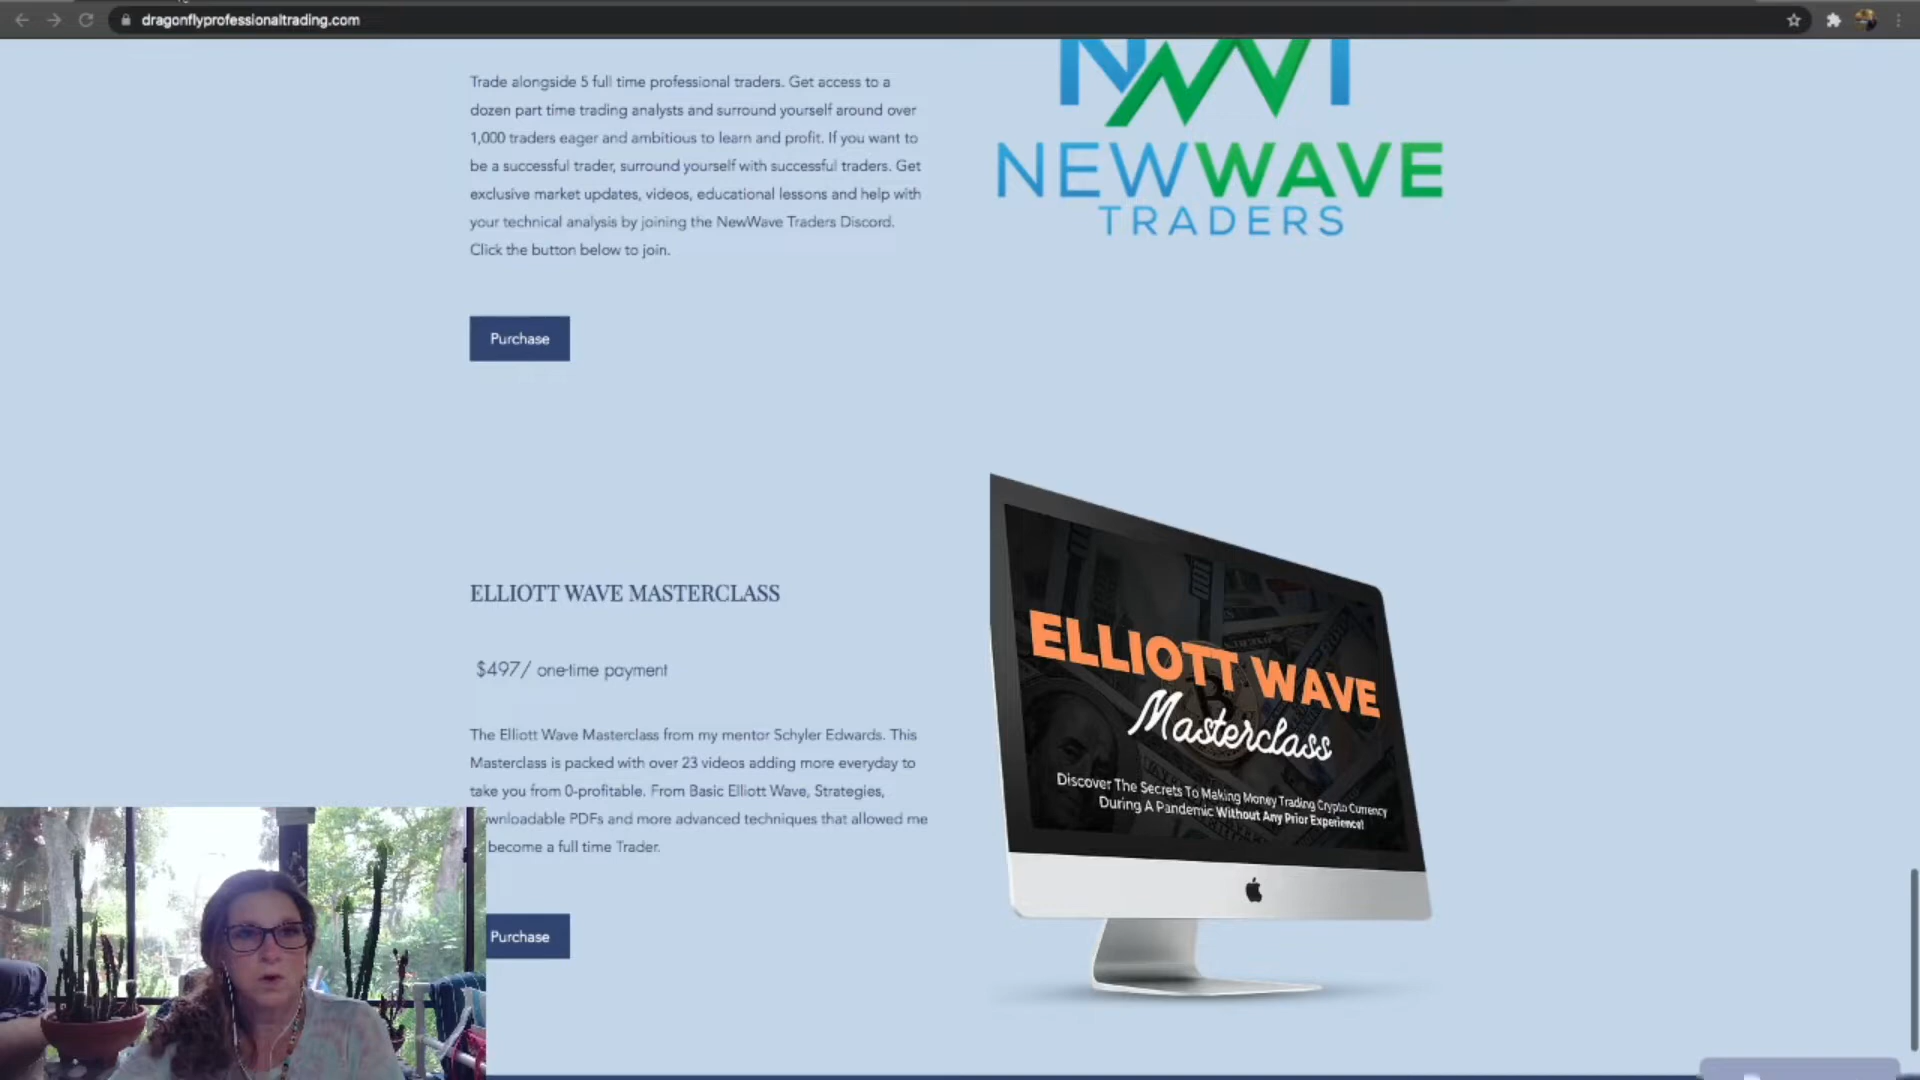 dragonflyprofessionaltrading.com
Trade alongside 5 full time professional traders. Get access to a
dozen part time trading analysts and surround yourself around over
1,000 traders eager and ambitious to learn and profit. If you want to
be a successful trader, surround yourself with successful traders. Get
exclusive market updates, videos, educational lessons and help with
your technical analysis by joining the NewWave Traders Discord.
Click the button below to join.
Purchase
NWT
NEWWAVE
TRADERS
ELLIOTT WAVE MASTERCLASS
$497/ one-time payment
The Elliott Wave Masterclass from my mentor Schyler Edwards. This
Masterclass is packed with over 23 videos adding more everyday to
take you from 0-profitable. From Basic Elliott Wave, Strategies,
wnloadable PDFs and more advanced techniques that allowed me
become a full time Trader.
Purchase
ELLIOTT WAVE
Masterclass
Discover The Secrets To Making Money Trading Crypto Currency
During A Pandemic Without Any Prior Experience!